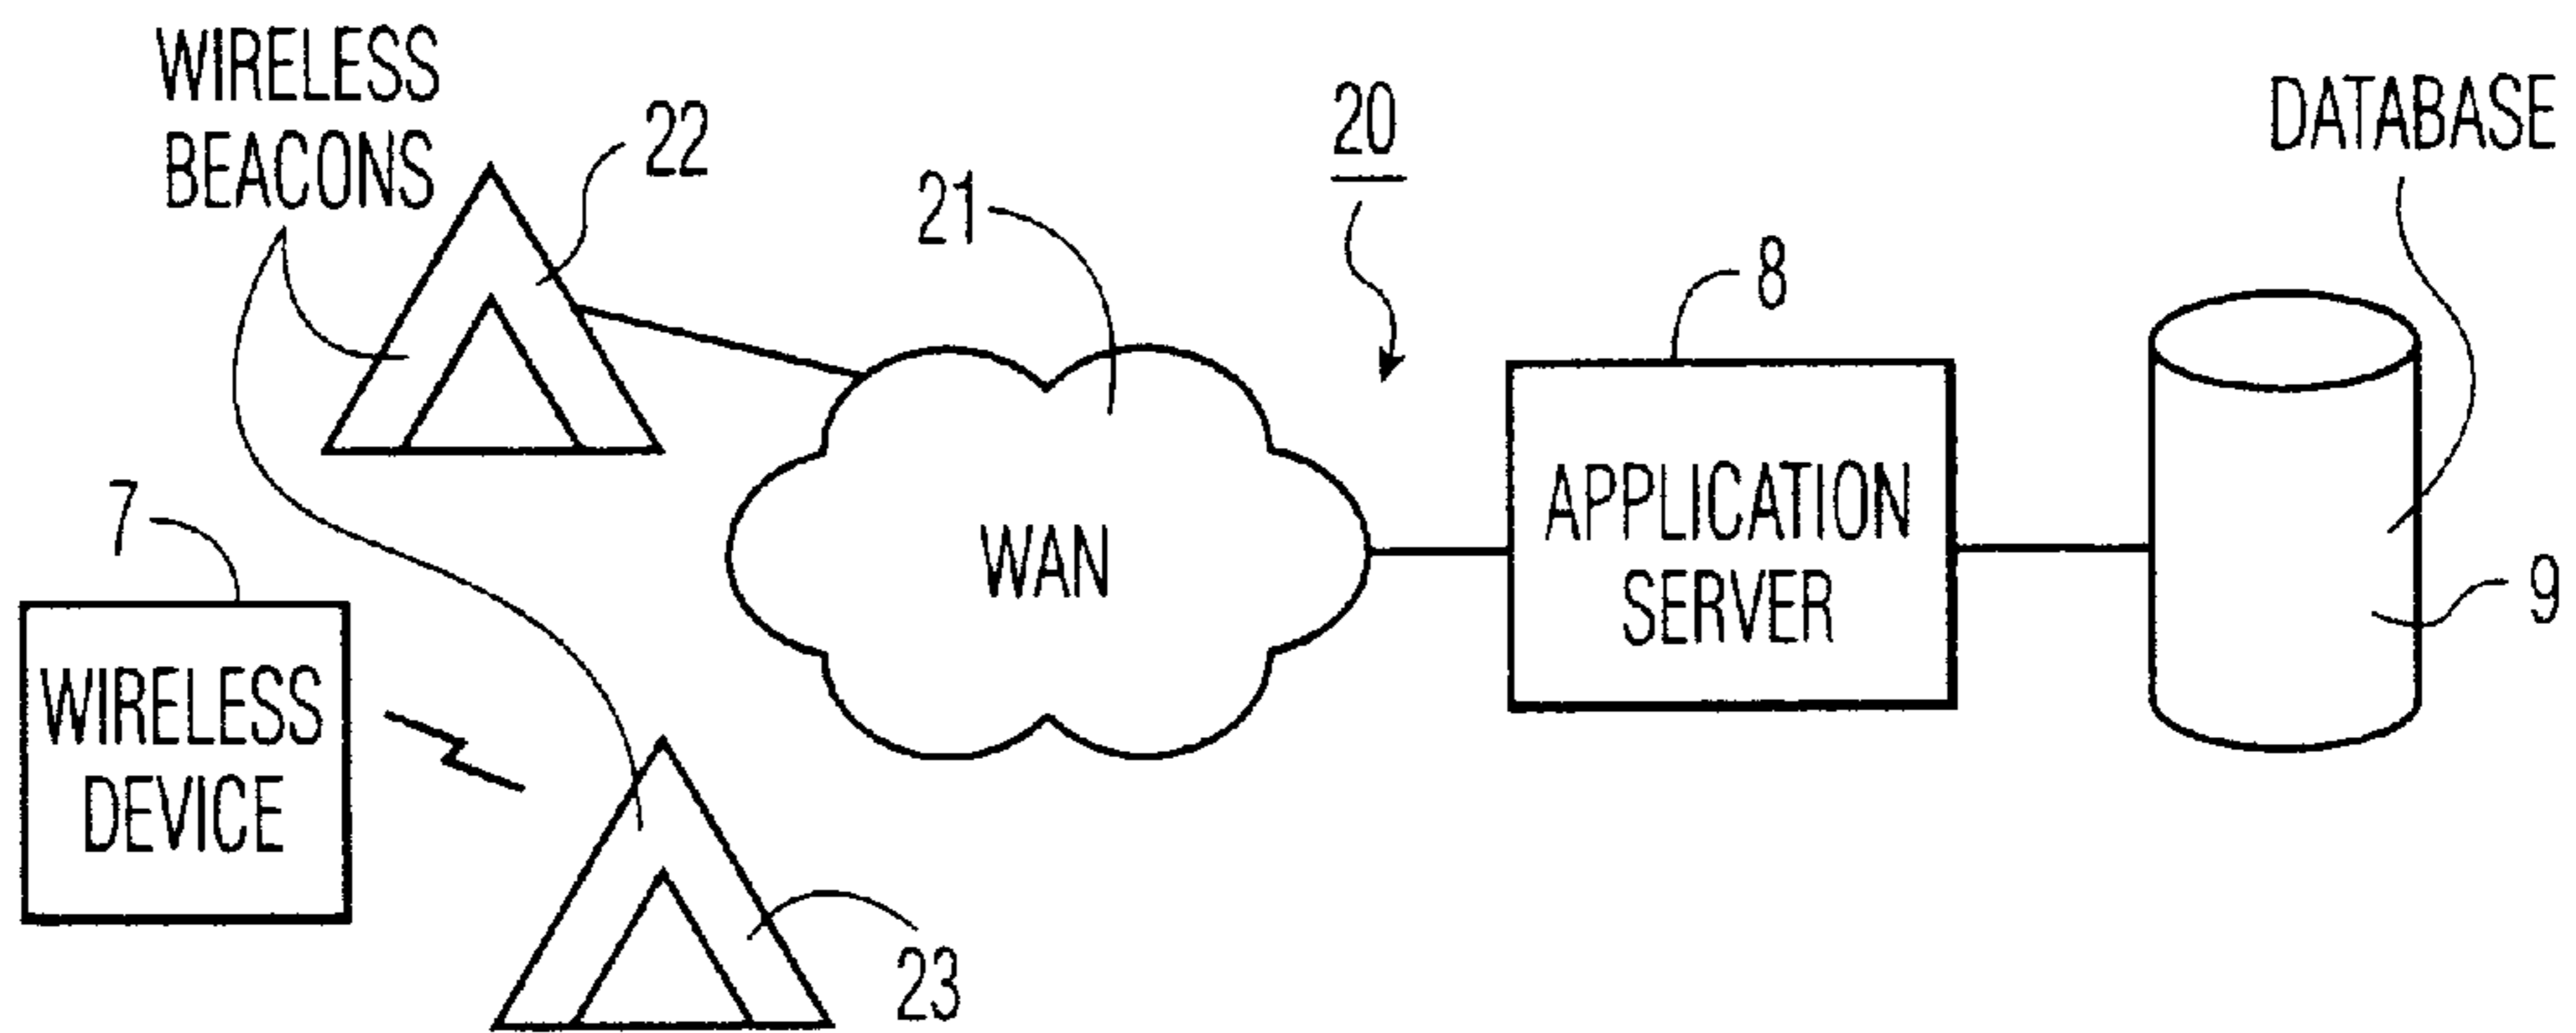 WIRELESS
BEACONS
22
21
20
8
DATABASE
7
WIRELESS
DEVICE
WAN
APPLICATION
SERVER
9
23